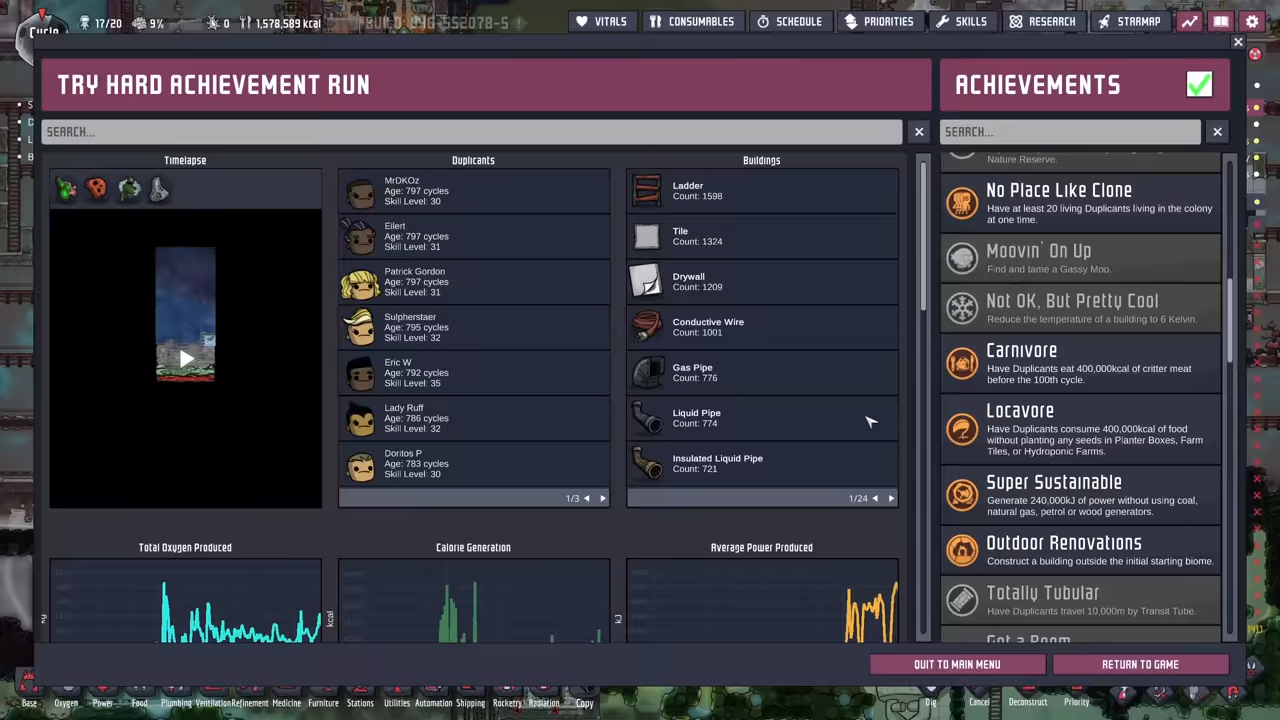 17/20
9%
0
1,578,589 kcal
VITALS
CONSUMABLES
SCHEDULE
PRIORITIES
SKILLS
RESEARCH
STARMAP
Cycle
TRY HARD ACHIEVEMENT RUN
ACHIEVEMENTS
SEARCH...
SEARCH...
Timelapse
Duplicants
Buildings
MrDKOz
Age: 797 cycles
Skill Level: 30
Eilert
Age: 797 cycles
Skill Level: 31
Patrick Gordon
Age: 797 cycles
Skill Level: 31
Sulpherstaer
Age: 795 cycles
Skill Level: 32
Eric W
Age: 792 cycles
Skill Level: 35
Lady Ruff
Age: 786 cycles
Skill Level: 32
Doritos P
Age: 783 cycles
Skill Level: 30
1/3
Ladder
Count: 1598
Tile
Count: 1324
Drywall
Count: 1209
Conductive Wire
Count: 1001
Gas Pipe
Count: 776
Liquid Pipe
Count: 774
Insulated Liquid Pipe
Count: 721
1/24
Nature Reserve.
No Place Like Clone
Have at least 20 living Duplicants living in the colony
at one time.
Moovin' On Up
Find and tame a Gassy Moo.
Not OK, But Pretty Cool
Reduce the temperature of a building to 6 Kelvin.
Carnivore
Have Duplicants eat 400,000kcal of critter meat
before the 100th cycle.
Locavore
Have Duplicants consume 400,000kcal of food
without planting any seeds in Planter Boxes, Farm
Tiles, or Hydroponic Farms.
Super Sustainable
Generate 240,000kJ of power without using coal,
natural gas, petrol or wood generators.
Outdoor Renovations
Construct a building outside the initial starting biome.
Totally Tubular
Have Duplicants travel 10,000m by Transit Tube.
Got a Room
Total Oxygen Produced
Calorie Generation
Average Power Produced
kcal
kJ
QUIT TO MAIN MENU
RETURN TO GAME
Base
Oxygen
Power
Food
Plumbing
Ventilation
Refinement
Medicine
Furniture
Stations
Utilities
Automation
Shipping
Rocketry
Radiation
Copy
Dig
Cancel
Deconstruct
Priority